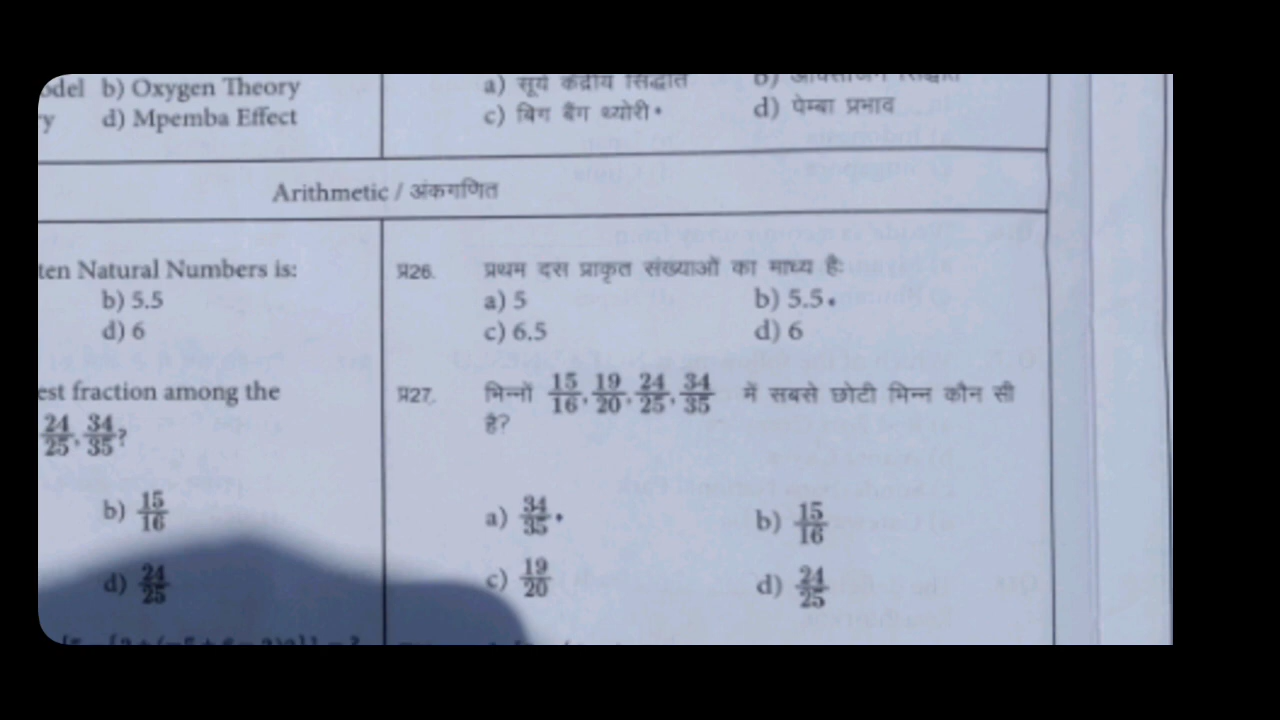 b) Oxygen Theory
d) Mpemba Effect
a) सूर्य केंद्रीय सिद्धांत
c) बिग बैंग थ्योरी
d) पेम्बा प्रभाव
Arithmetic / अंकगणित
ten Natural Numbers is:
b) 5.5
d) 6
est fraction among the
24/25, 34/35?
b) 15/16
d) 24/25
प्र26. प्रथम दस प्राकृत संख्याओं का माध्य है:
a) 5 b) 5.5
c) 6.5 d) 6
प्र27. भिन्नों 15/16, 19/20, 24/25, 34/35 में सबसे छोटी भिन्न कौन सी
है?
a) 34/35 b) 15/16
c) 19/20 d) 24/25